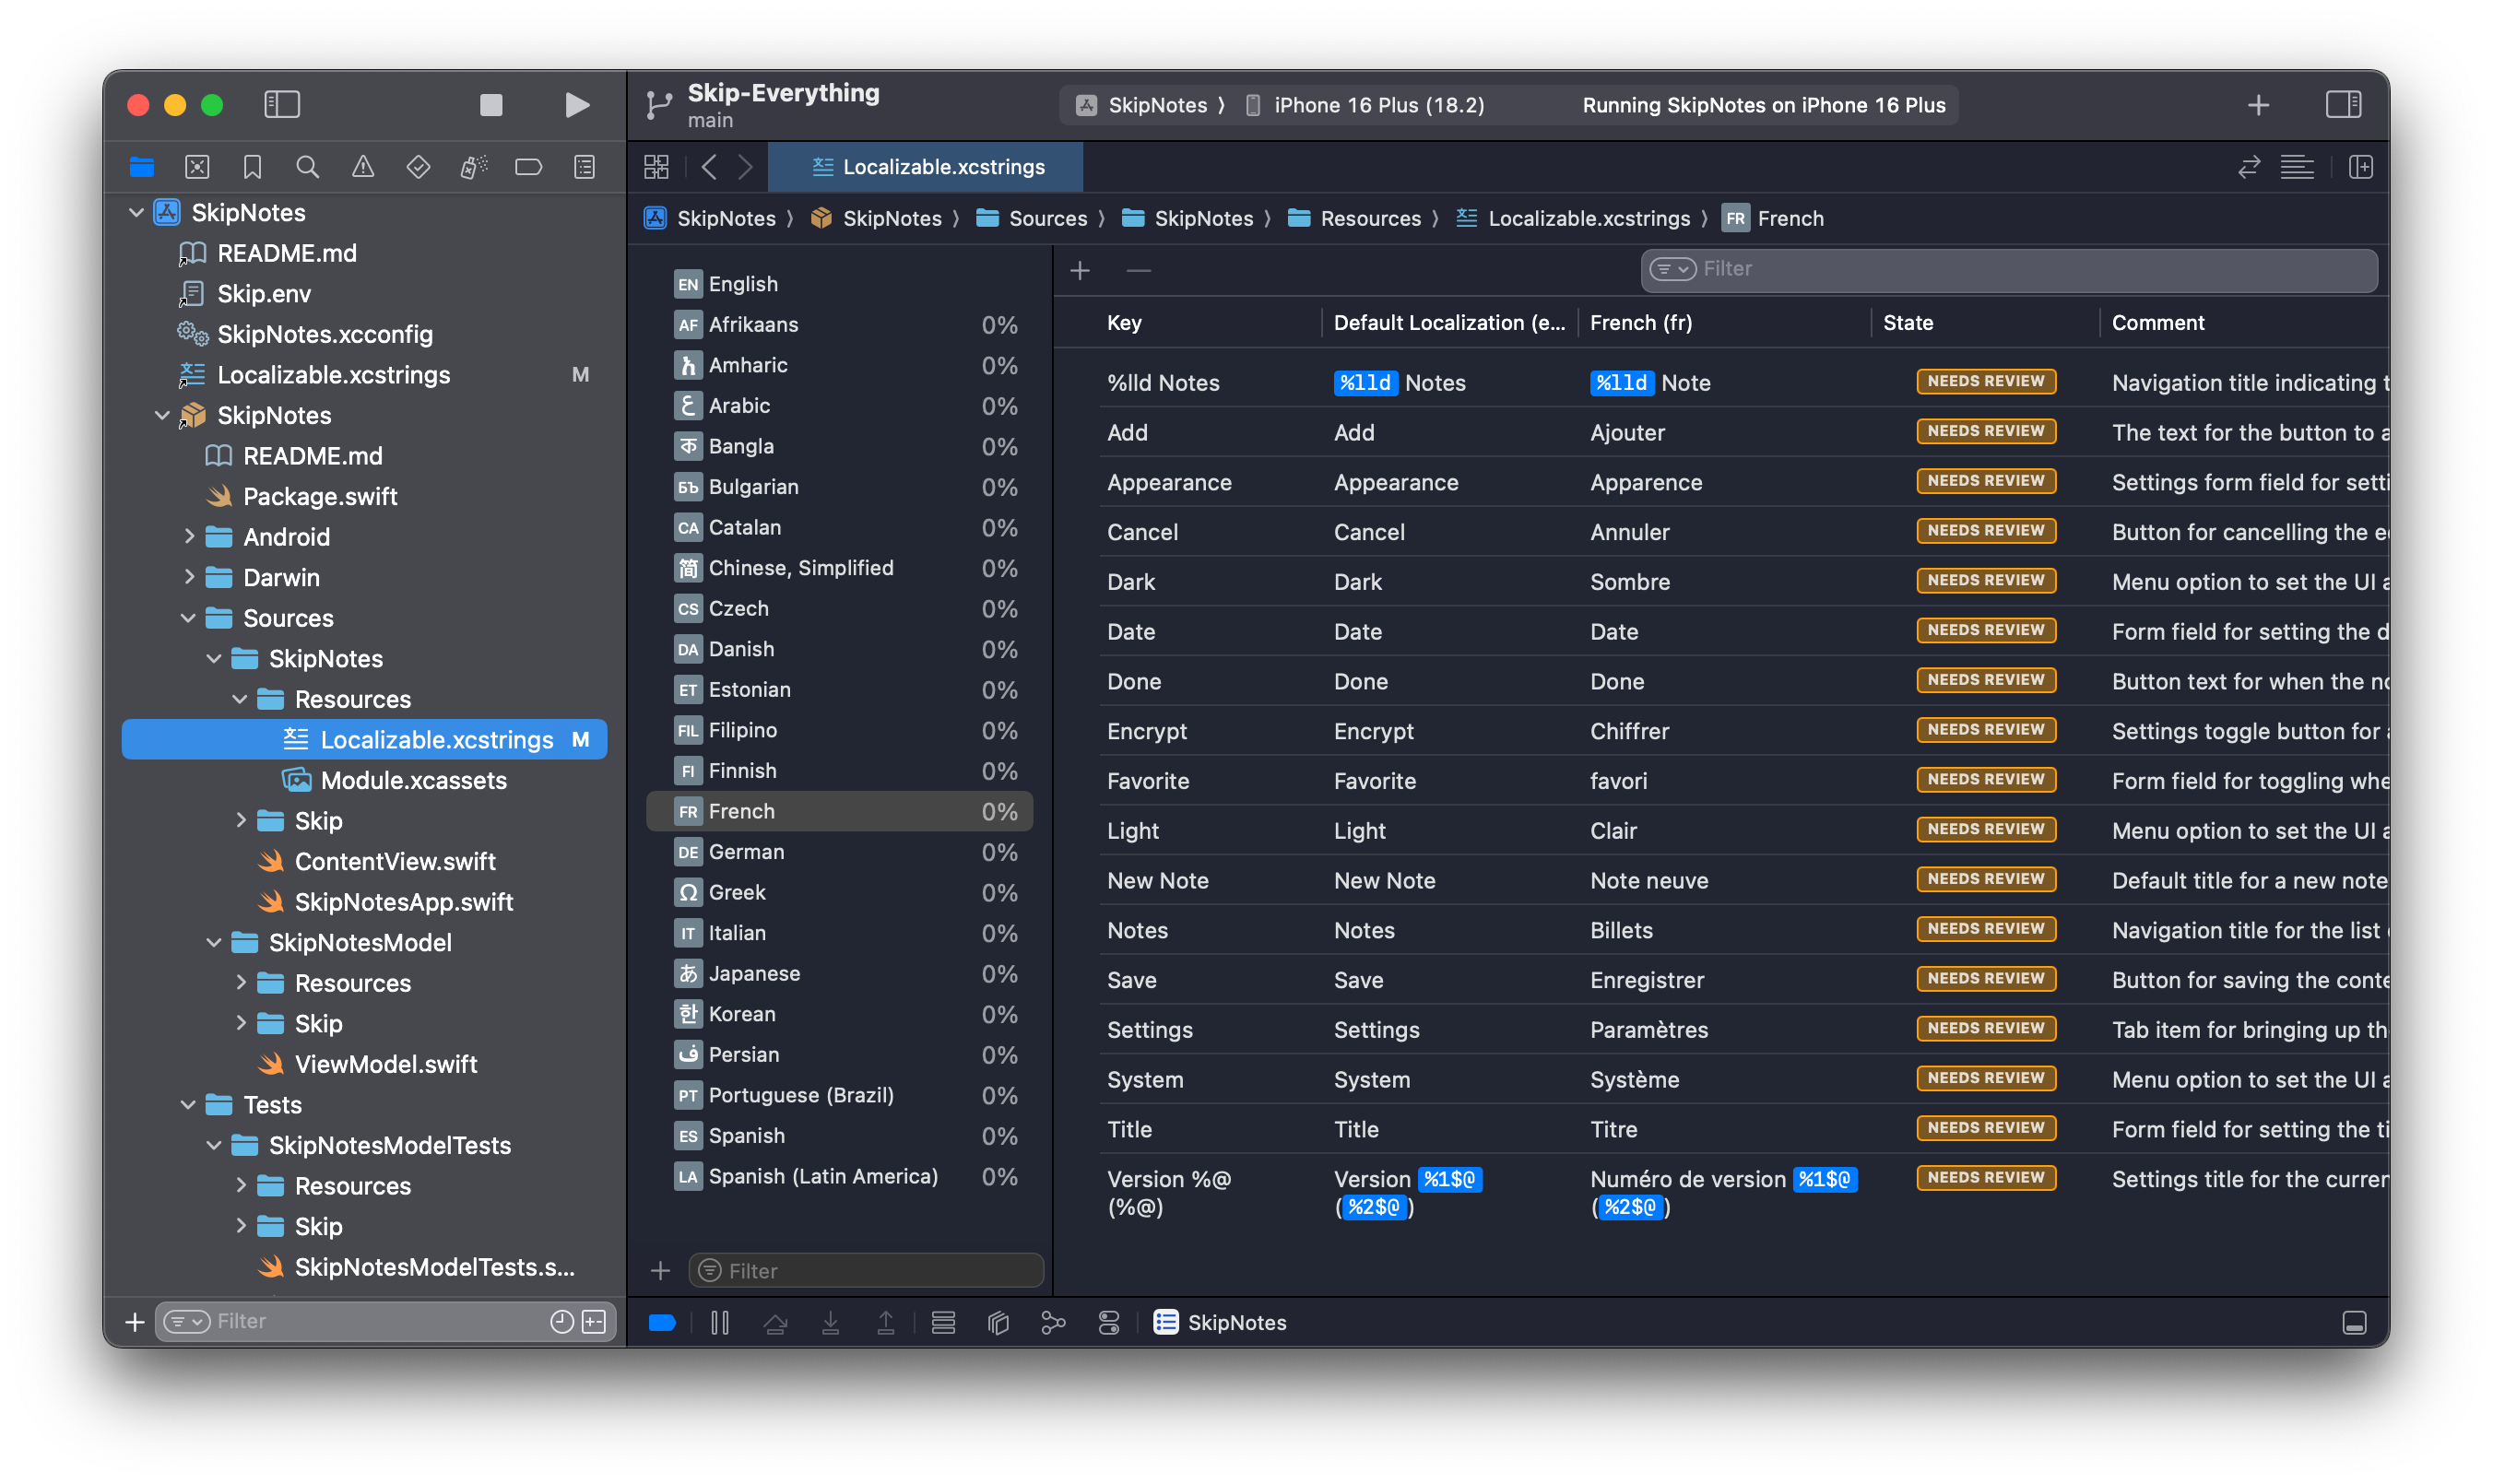 Skip-Everything
main
SkipNotes 〉 iPhone 16 Plus (18.2)
Running SkipNotes on iPhone 16 Plus
Localizable.xcstrings
SkipNotes 〉 SkipNotes 〉 Sources 〉 SkipNotes 〉 Resources 〉 Localizable.xcstrings 〉 FR French
SkipNotes
README.md
Skip.env
SkipNotes.xcconfig
Localizable.xcstrings M
SkipNotes
README.md
Package.swift
Android
Darwin
Sources
SkipNotes
Resources
Localizable.xcstrings M
Module.xcassets
Skip
ContentView.swift
SkipNotesApp.swift
SkipNotesModel
Resources
Skip
ViewModel.swift
Tests
SkipNotesModelTests
Resources
Skip
SkipNotesModelTests.s...
Filter
EN English
AF Afrikaans 0%
አ Amharic 0%
ع Arabic 0%
ক Bangla 0%
БЪ Bulgarian 0%
CA Catalan 0%
简 Chinese, Simplified 0%
CS Czech 0%
DA Danish 0%
ET Estonian 0%
FIL Filipino 0%
FI Finnish 0%
FR French 0%
DE German 0%
Ω Greek 0%
IT Italian 0%
あ Japanese 0%
한 Korean 0%
ف Persian 0%
PT Portuguese (Brazil) 0%
ES Spanish 0%
LA Spanish (Latin America) 0%
Filter
Filter
Key Default Localization (e... French (fr) State Comment
%lld Notes %lld Notes %lld Note NEEDS REVIEW Navigation title indicating t
Add Add Ajouter NEEDS REVIEW The text for the button to a
Appearance Appearance Apparence NEEDS REVIEW Settings form field for setti
Cancel Cancel Annuler NEEDS REVIEW Button for cancelling the e
Dark Dark Sombre NEEDS REVIEW Menu option to set the UI a
Date Date Date NEEDS REVIEW Form field for setting the d
Done Done Done NEEDS REVIEW Button text for when the no
Encrypt Encrypt Chiffrer NEEDS REVIEW Settings toggle button for
Favorite Favorite favori NEEDS REVIEW Form field for toggling whe
Light Light Clair NEEDS REVIEW Menu option to set the UI a
New Note New Note Note neuve NEEDS REVIEW Default title for a new note
Notes Notes Billets NEEDS REVIEW Navigation title for the list
Save Save Enregistrer NEEDS REVIEW Button for saving the conte
Settings Settings Paramètres NEEDS REVIEW Tab item for bringing up th
System System Système NEEDS REVIEW Menu option to set the UI a
Title Title Titre NEEDS REVIEW Form field for setting the ti
Version %@ Version %1$@ Numéro de version %1$@ NEEDS REVIEW Settings title for the curren
(%@) (%2$@) (%2$@)
SkipNotes